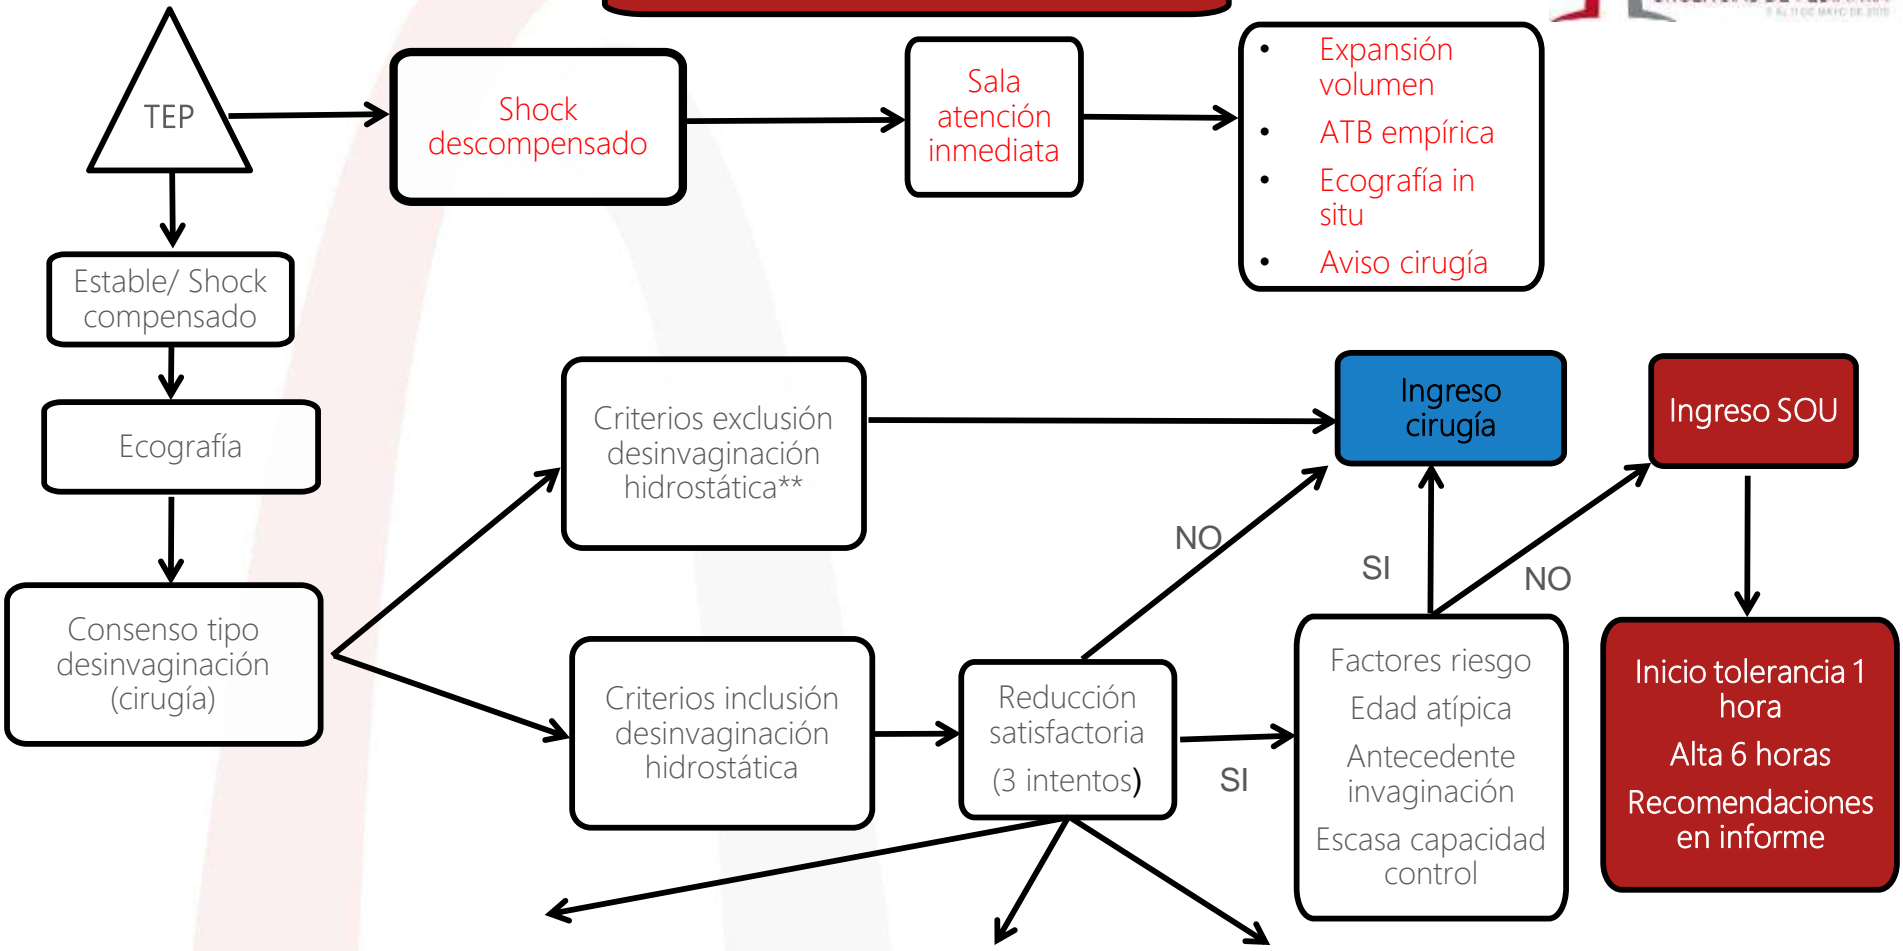 TEP
Shock
descompensado
Sala
atención
inmediata
• Expansión
volumen
• ATB empírica
• Ecografía in
situ
• Aviso cirugía
Estable/ Shock
compensado
Ecografía
Consenso tipo
desinvaginación
(cirugía)
Criterios exclusión
desinvaginación
hidrostática**
Criterios inclusión
desinvaginación
hidrostática
Reducción
satisfactoria
(3 intentos)
NO
SI
Ingreso
cirugía
SI
NO
Factores riesgo
Edad atípica
Antecedente
invaginación
Escasa capacidad
control
Ingreso SOU
Inicio tolerancia 1
hora
Alta 6 horas
Recomendaciones
en informe